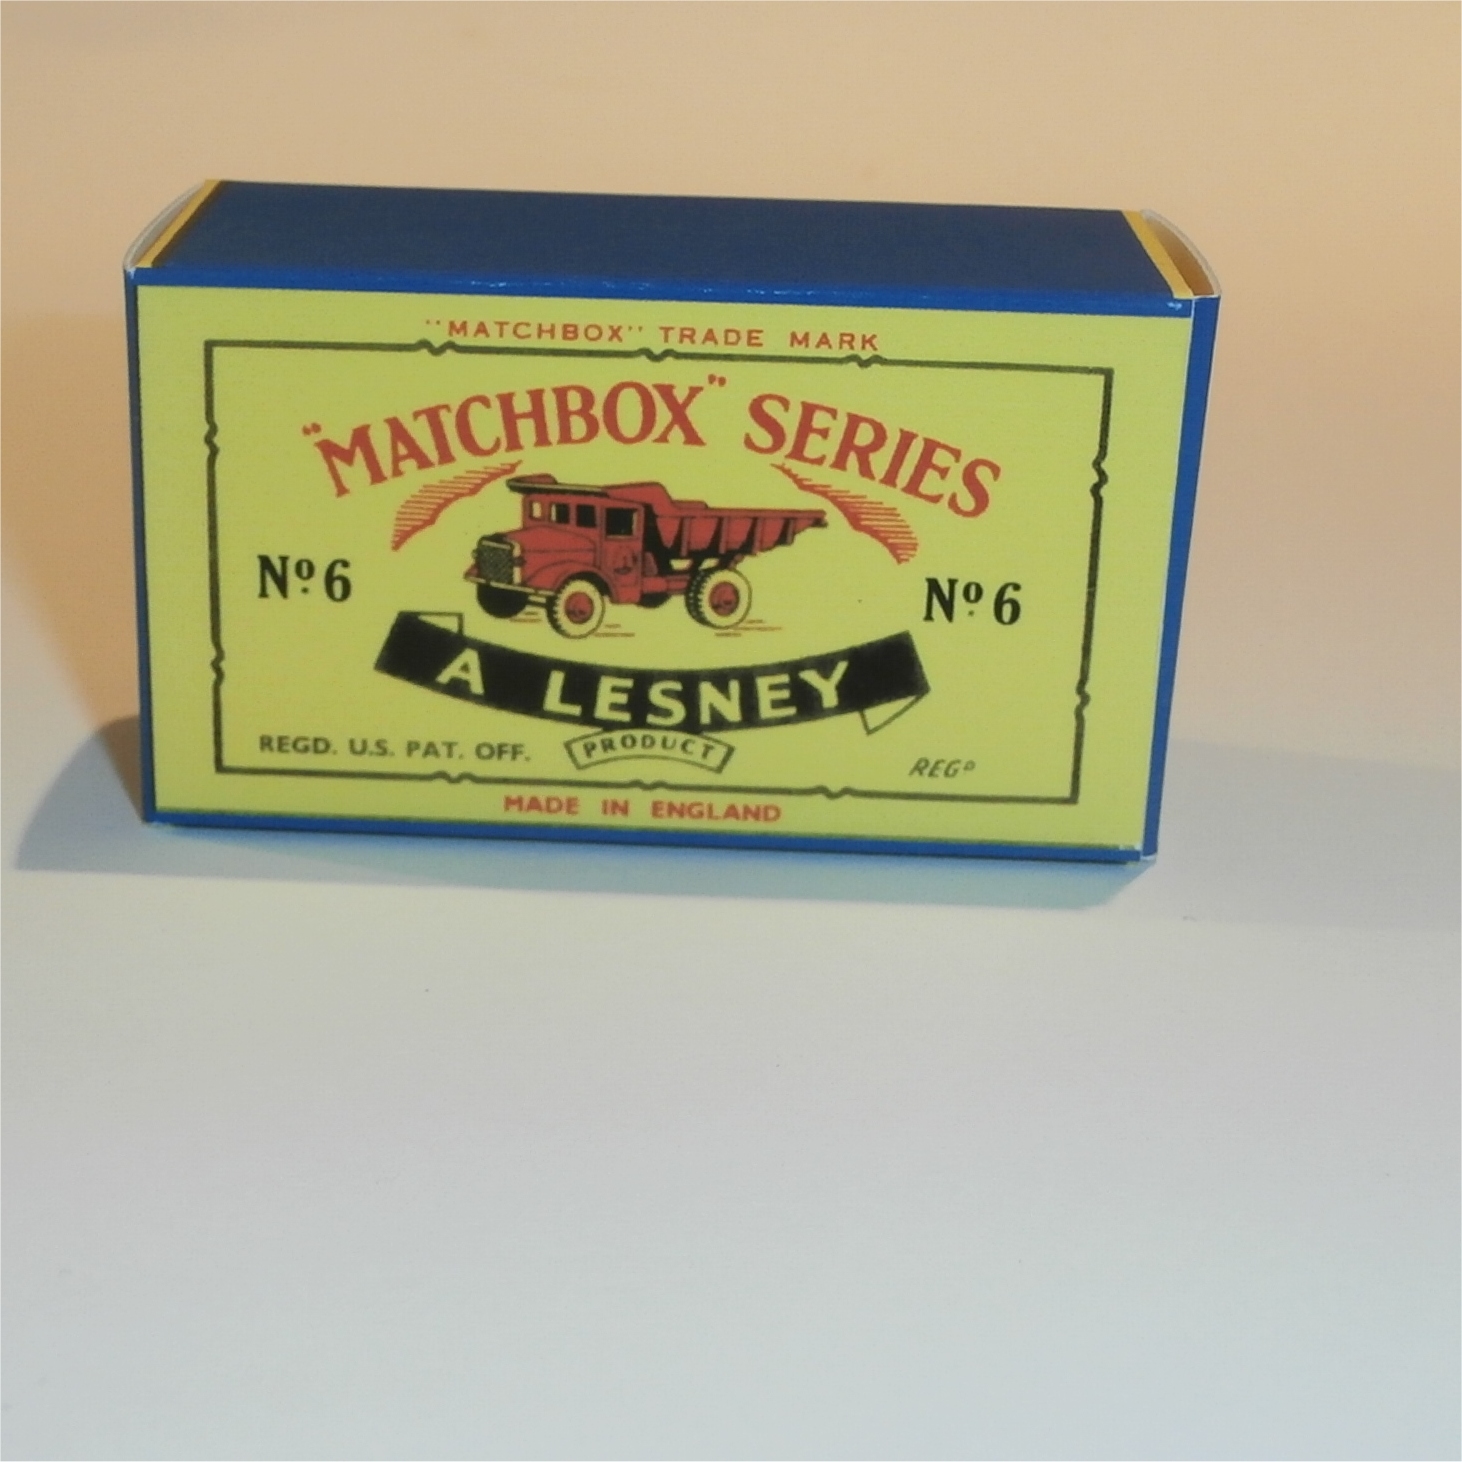 "MATCHBOX" TRADE MARK
"MATCHBOX" SERIES
Nº 6
Nº 6
A LESNEY
PRODUCT
REGD. U.S. PAT. OFF.
REGᴰ
MADE IN ENGLAND